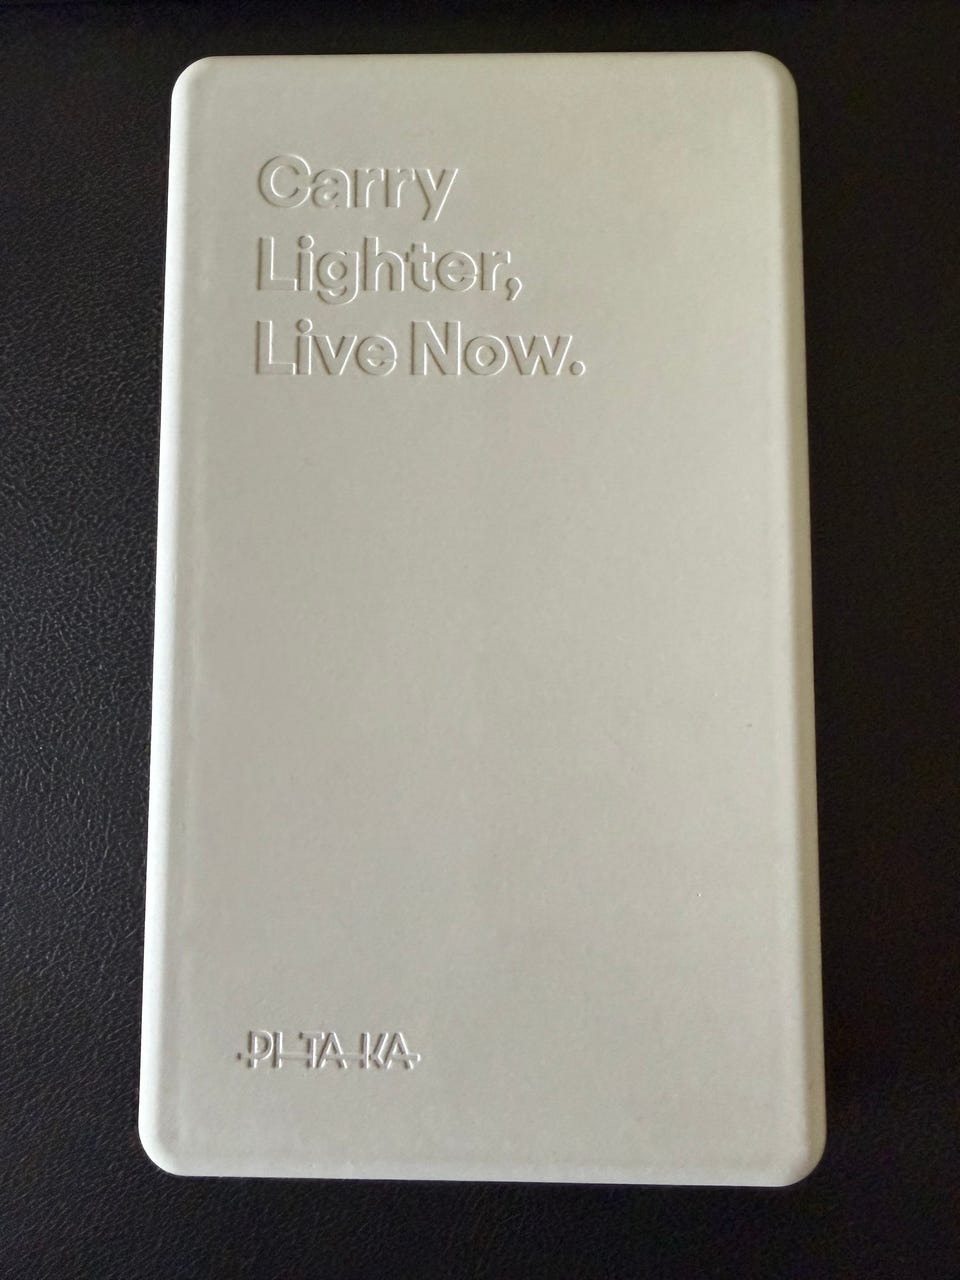 Carry
Lighter,
Live Now.
PITAKA